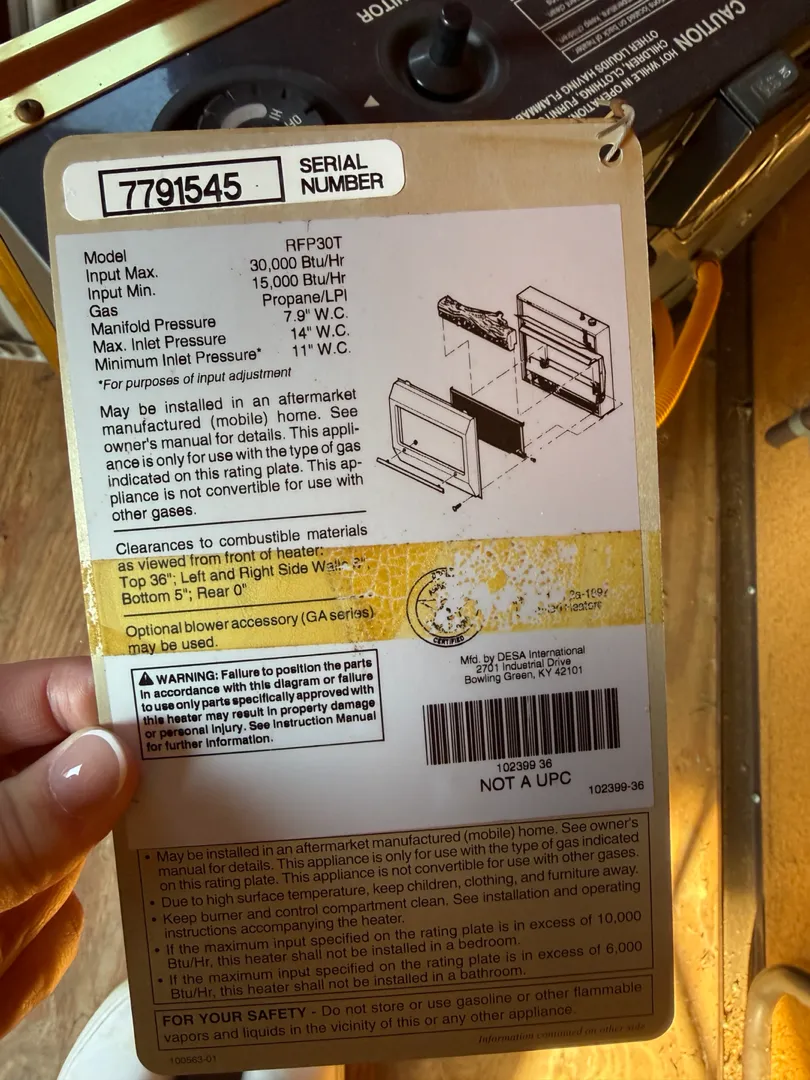 NITOR
CAUTION
HOT WHILE IN OPERATION
CHILDREN, CLOTHING, FURNIT
OTHER LIQUIDS HAVING FLAMMAB
HI
OFF
7791545
SERIAL
NUMBER
Model RFP30T
Input Max. 30,000 Btu/Hr
Input Min. 15,000 Btu/Hr
Gas Propane/LPI
Manifold Pressure 7.9" W.C.
Max. Inlet Pressure 14" W.C.
Minimum Inlet Pressure* 11" W.C.
*For purposes of input adjustment
May be installed in an aftermarket
manufactured (mobile) home. See
owner's manual for details. This appli-
ance is only for use with the type of gas
indicated on this rating plate. This ap-
pliance is not convertible for use with
other gases.
Clearances to combustible materials
as viewed from front of heater:
Top 36"; Left and Right Side Walls
Bottom 5"; Rear 0"
Optional blower accessory (GA series)
may be used.
CERTIFIED
Heaters
Mfd. by DESA International
2701 Industrial Drive
Bowling Green, KY 42101
WARNING: Failure to position the parts
in accordance with this diagram or failure
to use only parts specifically approved with
this heater may result in property damage
or personal injury. See Instruction Manual
for further information.
102399 36
NOT A UPC
102399-36
• May be installed in an aftermarket manufactured (mobile) home. See owner's
manual for details. This appliance is only for use with the type of gas indicated
on this rating plate. This appliance is not convertible for use with other gases.
• Due to high surface temperature, keep children, clothing, and furniture away.
• Keep burner and control compartment clean. See installation and operating
instructions accompanying the heater.
• If the maximum input specified on the rating plate is in excess of 10,000
Btu/Hr, this heater shall not be installed in a bedroom.
• If the maximum input specified on the rating plate is in excess of 6,000
Btu/Hr, this heater shall not be installed in a bathroom.
FOR YOUR SAFETY - Do not store or use gasoline or other flammable
vapors and liquids in the vicinity of this or any other appliance.
Information continued on other side
100563-01